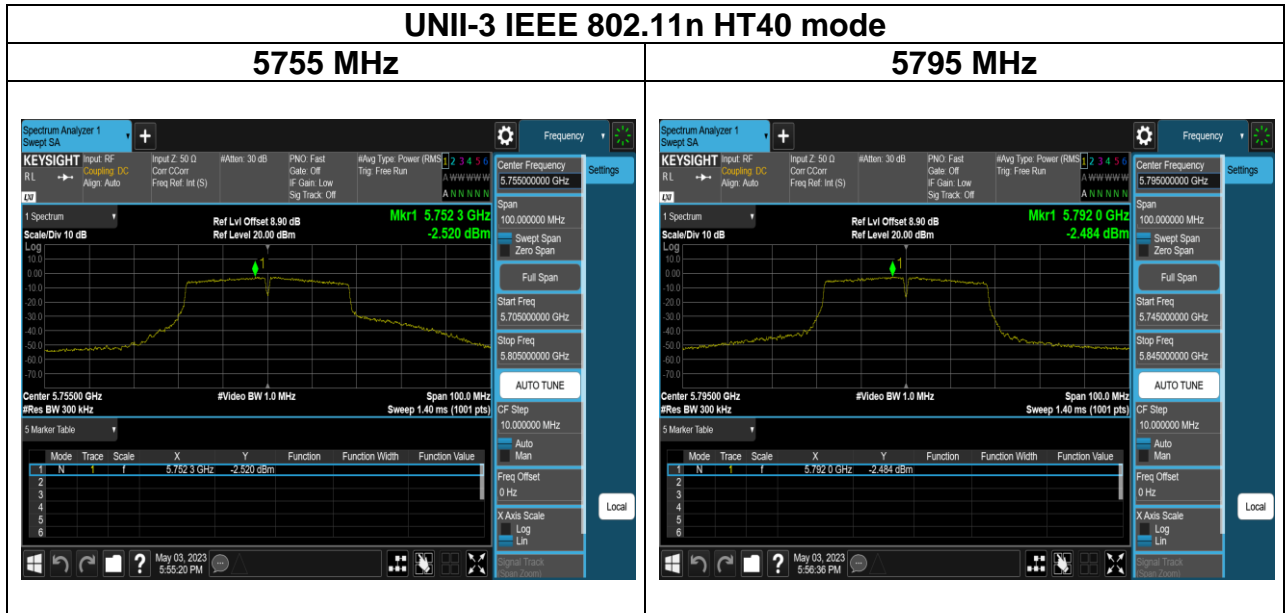 UNII-3 IEEE 802.11n HT40 mode
5755 MHz
5795 MHz
Spectrum Analyzer 1
Swept SA
+
Frequency
KEYSIGHT
RL
LXI
Input: RF
Coupling: DC
Align: Auto
Input Z: 50 Ω
Corr CCorr
Freq Ref: Int (S)
#Atten: 30 dB
PNO: Fast
Gate: Off
IF Gain: Low
Sig Track: Off
#Avg Type: Power (RMS
Trig: Free Run
1 2 3 4 5 6
A WW WW W
A N N N N N
Center Frequency
5.755000000 GHz
Settings
Span
100.000000 MHz
Swept Span
Zero Span
Full Span
Start Freq
5.705000000 GHz
Stop Freq
5.805000000 GHz
AUTO TUNE
CF Step
10.000000 MHz
Auto
Man
Freq Offset
0 Hz
X Axis Scale
Log
Lin
Signal Track
(Span Zoom)
Local
1 Spectrum
Scale/Div 10 dB
Ref Lvl Offset 8.90 dB
Ref Level 20.00 dBm
Mkr1 5.752 3 GHz
-2.520 dBm
Log
10.0
0.00
-10.0
-20.0
-30.0
-40.0
-50.0
-60.0
-70.0
1
Center 5.75500 GHz
#Res BW 300 kHz
#Video BW 1.0 MHz
Span 100.0 MHz
Sweep 1.40 ms (1001 pts)
5 Marker Table
Mode Trace Scale X Y Function Function Width Function Value
1 N 1 f 5.752 3 GHz -2.520 dBm
2
3
4
5
6
?
May 03, 2023
5:55:20 PM
Spectrum Analyzer 1
Swept SA
+
Frequency
KEYSIGHT
RL
LXI
Input: RF
Coupling: DC
Align: Auto
Input Z: 50 Ω
Corr CCorr
Freq Ref: Int (S)
#Atten: 30 dB
PNO: Fast
Gate: Off
IF Gain: Low
Sig Track: Off
#Avg Type: Power (RMS
Trig: Free Run
1 2 3 4 5 6
A WW WW W
A N N N N N
Center Frequency
5.795000000 GHz
Settings
Span
100.000000 MHz
Swept Span
Zero Span
Full Span
Start Freq
5.745000000 GHz
Stop Freq
5.845000000 GHz
AUTO TUNE
CF Step
10.000000 MHz
Auto
Man
Freq Offset
0 Hz
X Axis Scale
Log
Lin
Signal Track
(Span Zoom)
Local
1 Spectrum
Scale/Div 10 dB
Ref Lvl Offset 8.90 dB
Ref Level 20.00 dBm
Mkr1 5.792 0 GHz
-2.484 dBm
Log
10.0
0.00
-10.0
-20.0
-30.0
-40.0
-50.0
-60.0
-70.0
1
Center 5.79500 GHz
#Res BW 300 kHz
#Video BW 1.0 MHz
Span 100.0 MHz
Sweep 1.40 ms (1001 pts)
5 Marker Table
Mode Trace Scale X Y Function Function Width Function Value
1 N 1 f 5.792 0 GHz -2.484 dBm
2
3
4
5
6
?
May 03, 2023
5:56:36 PM